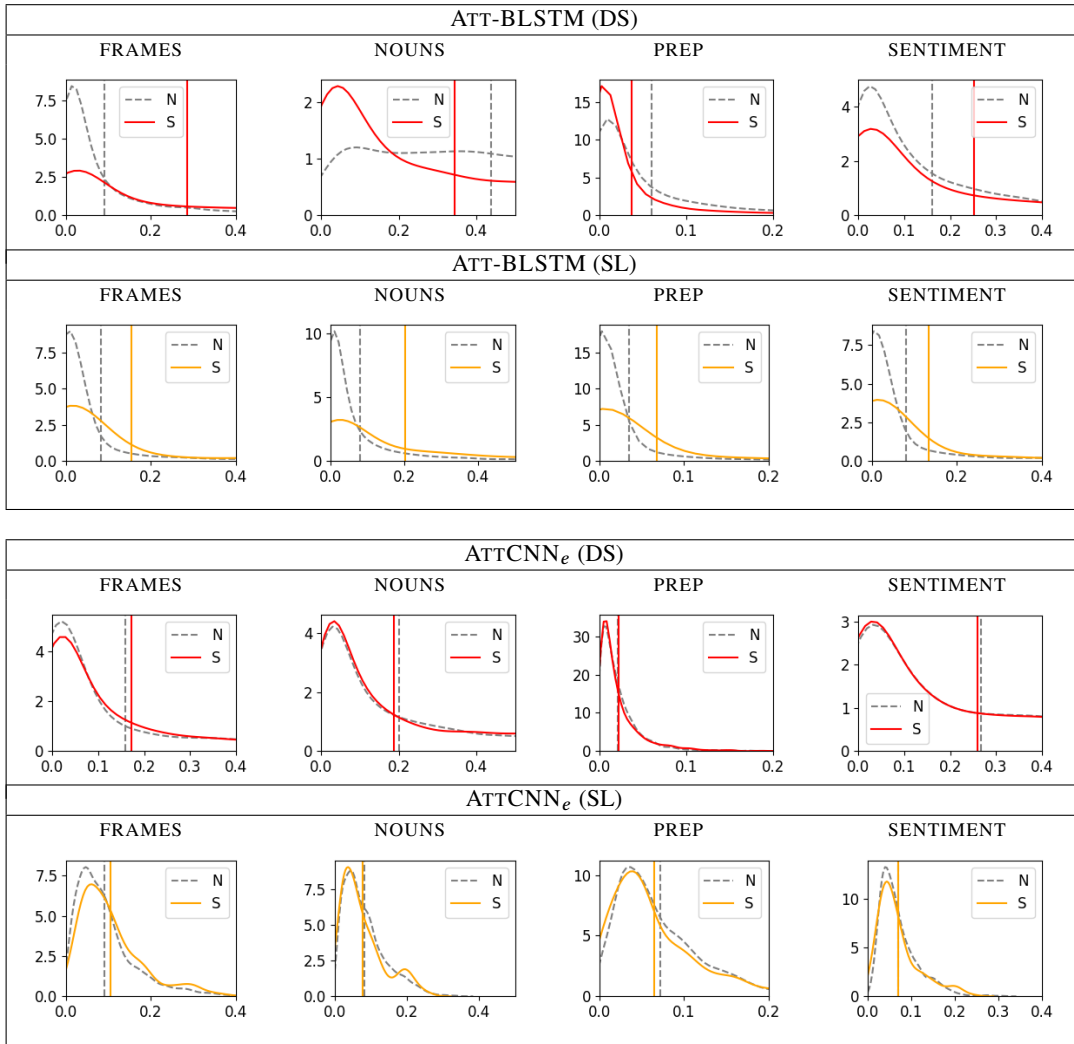 ATT-BLSTM (DS)
FRAMES NOUNS PREP SENTIMENT
7.5 5.0 2.5 0.0 N S 0.0 0.2 0.4
2 1 0 N S 0.0 0.2 0.4
15 10 5 0 N S 0.0 0.1 0.2
4 2 0 N S 0.0 0.2 0.4
ATT-BLSTM (SL)
FRAMES NOUNS PREP SENTIMENT
7.5 5.0 2.5 0.0 N S 0.0 0.2 0.4
10 5 0 N S 0.0 0.2 0.4
15 10 5 0 N S 0.0 0.1 0.2
7.5 5.0 2.5 0.0 N S 0.0 0.2 0.4
ATTCNNe (DS)
FRAMES NOUNS PREP SENTIMENT
4 2 0 N S 0.0 0.1 0.2 0.3 0.4
4 2 0 N S 0.0 0.2 0.4
30 20 10 0 N S 0.0 0.1 0.2
3 2 1 0 N S 0.0 0.1 0.2 0.3 0.4
ATTCNNe (SL)
FRAMES NOUNS PREP SENTIMENT
7.5 5.0 2.5 0.0 N S 0.0 0.1 0.2 0.3 0.4
7.5 5.0 2.5 0.0 N S 0.0 0.2 0.4
10 5 0 N S 0.0 0.1 0.2
10 5 0 N S 0.0 0.1 0.2 0.3 0.4